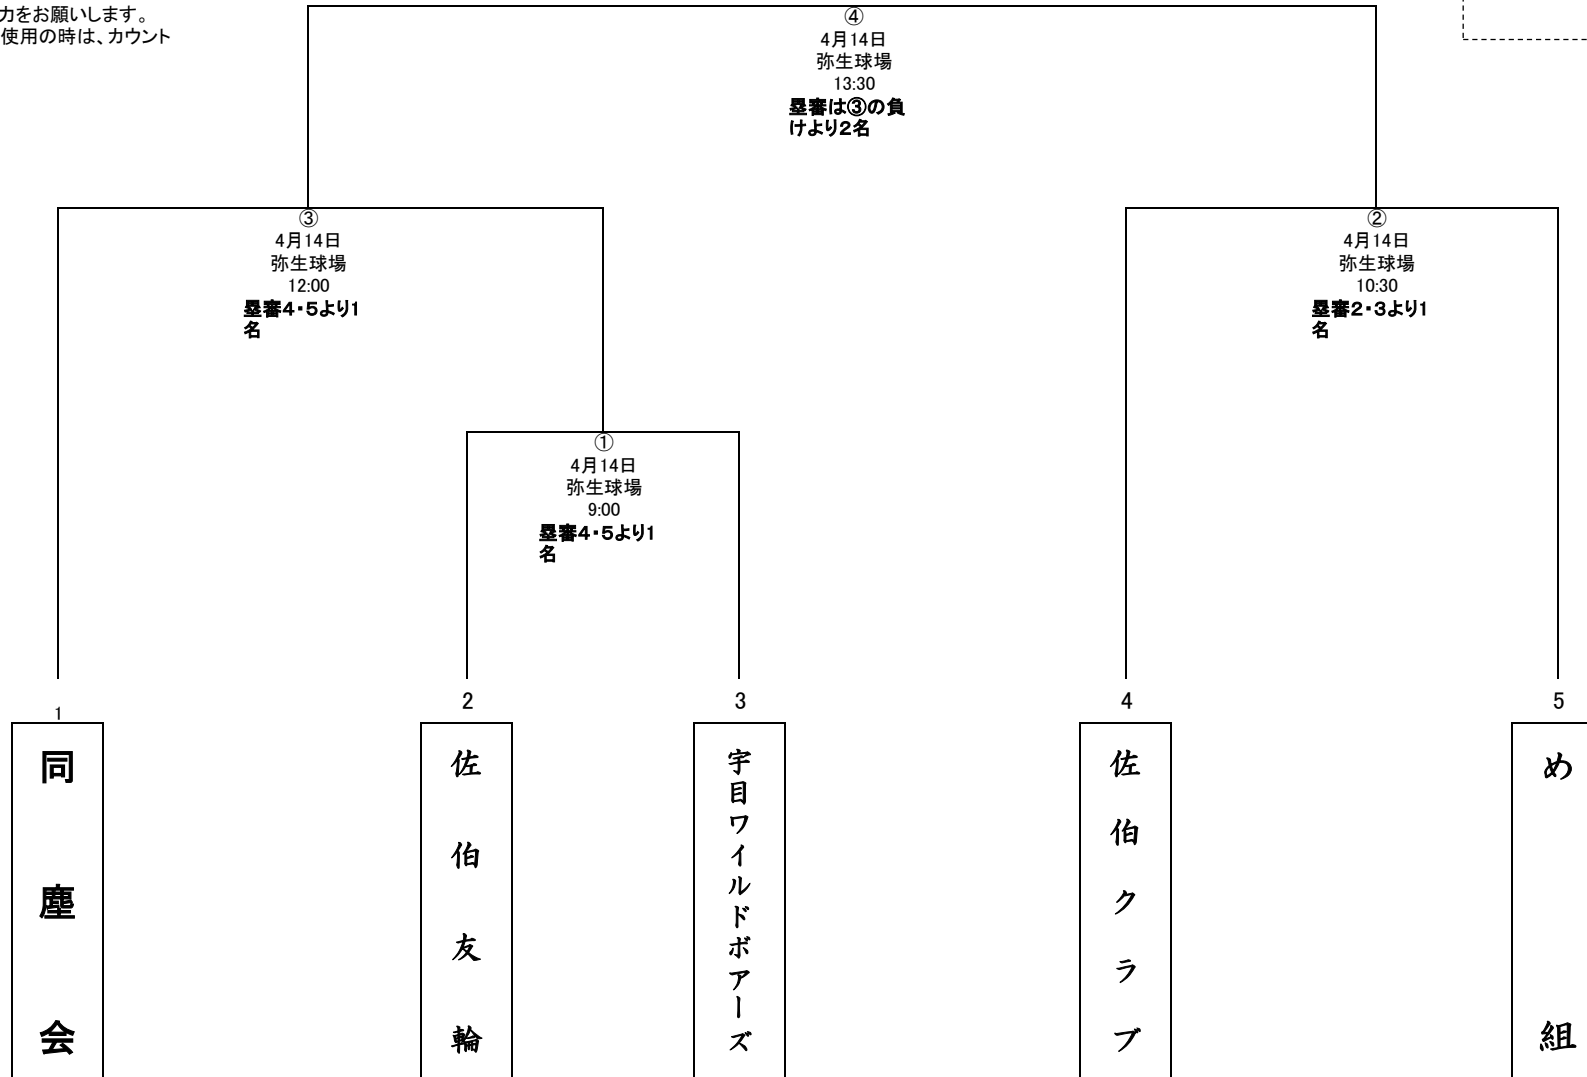 力をお願いします。
使用の時は、カウント
④
4月14日
弥生球場
13:30
塁審は③の負
けより2名
③
4月14日
弥生球場
12:00
塁審4・5より1
名
②
4月14日
弥生球場
10:30
塁審2・3より1
名
①
4月14日
弥生球場
9:00
塁審4・5より1
名
1
2
3
4
5
同塵会
佐伯友輪
宇目ワイルドボアーズ
佐伯クラブ
め組